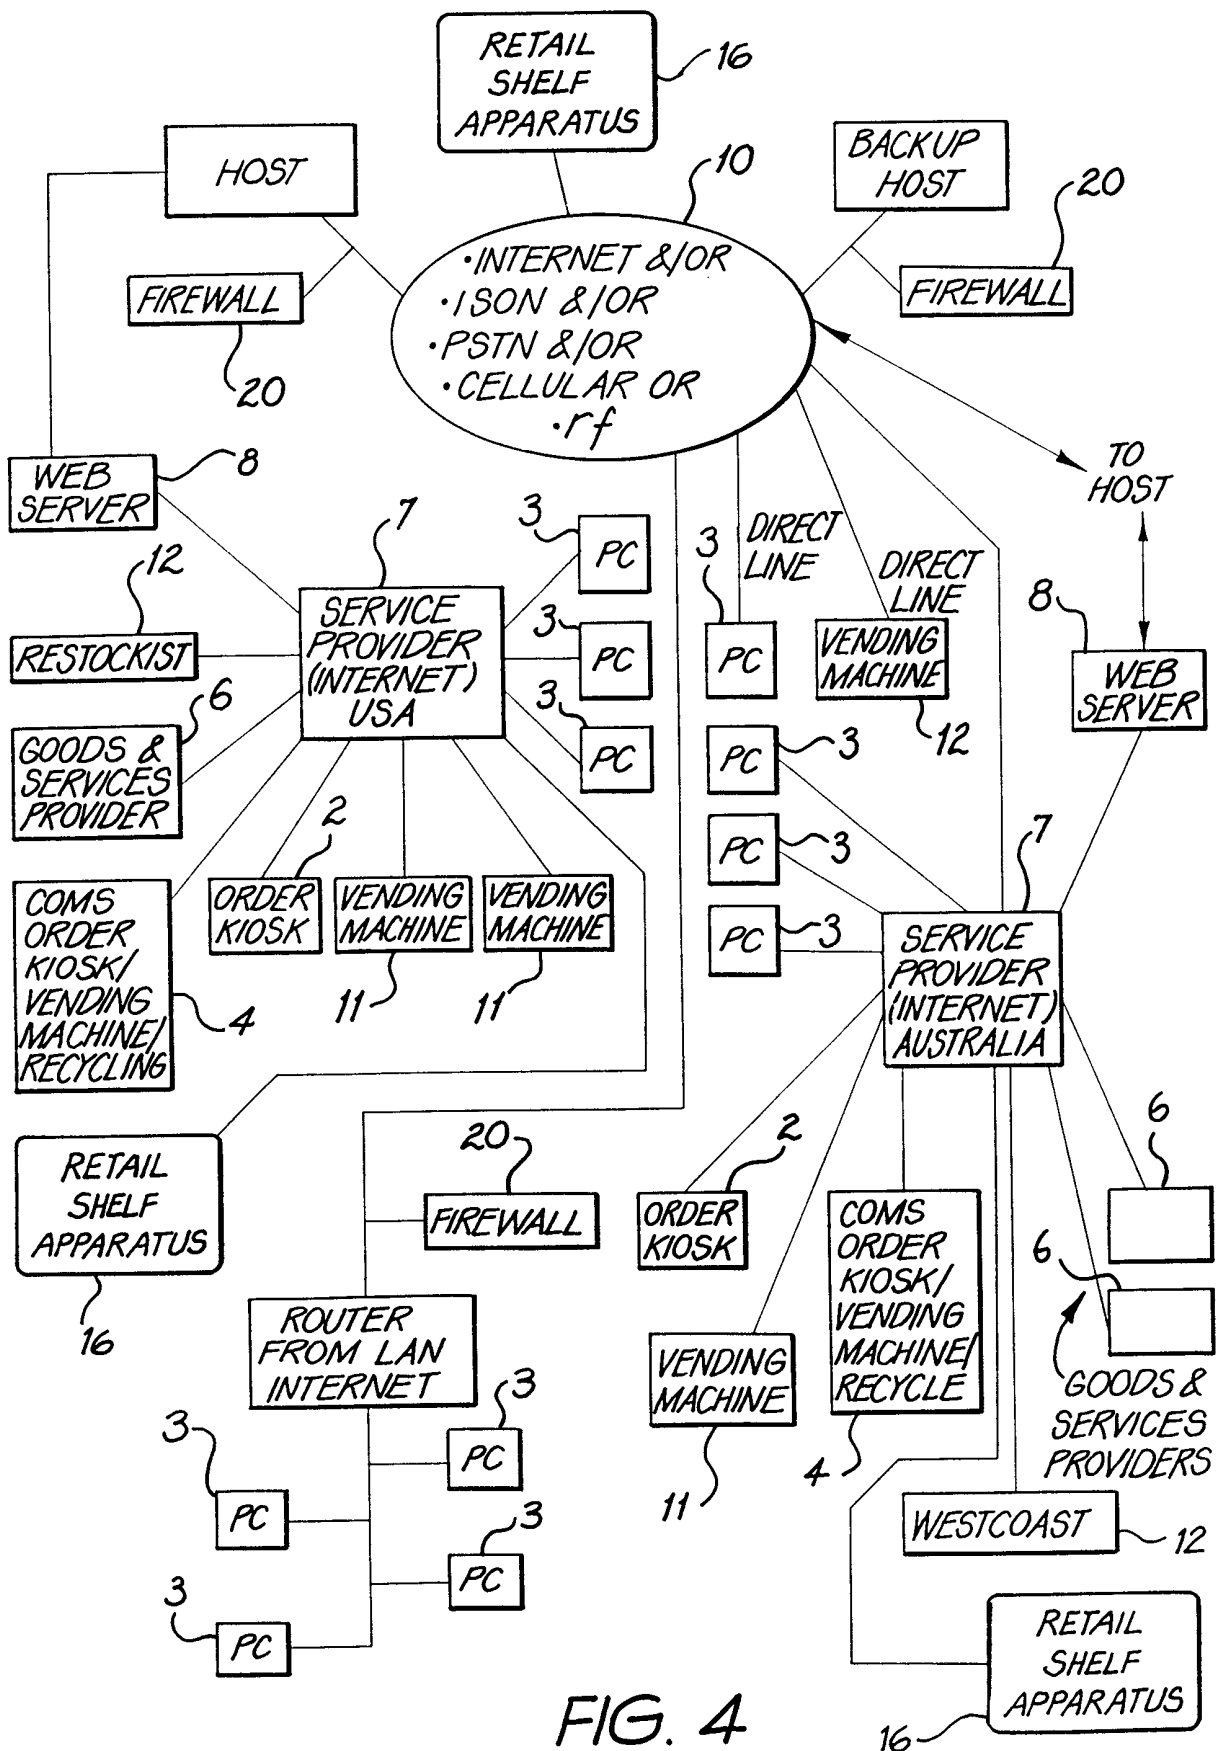 RETAIL
SHELF
APPARATUS
16
HOST
10
BACKUP
HOST
20
FIREWALL
20
• INTERNET &/OR
• ISON &/OR
• PSTN &/OR
• CELLULAR OR
• rf
FIREWALL
TO
HOST
WEB
SERVER
8
7
3
PC
DIRECT
LINE
3
PC
DIRECT
LINE
12
RESTOCKIST
SERVICE
PROVIDER
(INTERNET)
USA
3
PC
VENDING
MACHINE
12
8
WEB
SERVER
6
GOODS &
SERVICES
PROVIDER
3
PC
PC
3
2
PC
3
7
COMS
ORDER
KIOSK/
VENDING
MACHINE/
RECYCLING
4
ORDER
KIOSK
VENDING
MACHINE
11
VENDING
MACHINE
11
PC
3
SERVICE
PROVIDER
(INTERNET)
AUSTRALIA
RETAIL
SHELF
APPARATUS
16
20
FIREWALL
2
ORDER
KIOSK
COMS
ORDER
KIOSK/
VENDING
MACHINE/
RECYCLE
4
6
6
GOODS &
SERVICES
PROVIDERS
ROUTER
FROM LAN
INTERNET
VENDING
MACHINE
11
3
PC
3
PC
3
PC
3
PC
WESTCOAST
12
RETAIL
SHELF
APPARATUS
16
FIG. 4